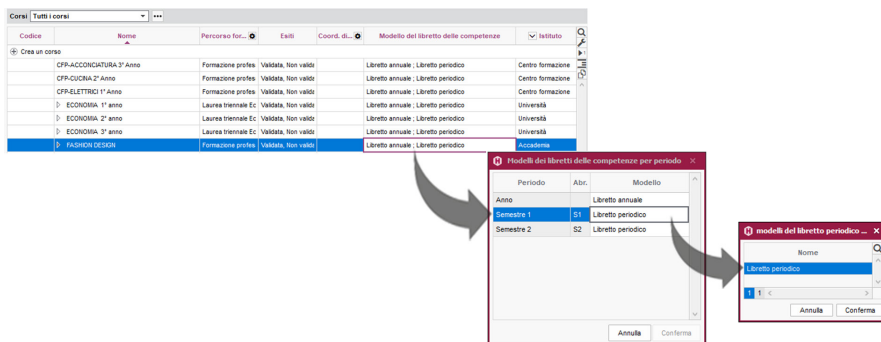 Corsi Tutti i corsi
Codice Nome Percorso for... Esiti Coord. di... Modello del libretto delle competenze Istituto
Crea un corso
CFP-ACCONCIATURA 3° Anno Formazione profes Validata, Non valida Libretto annuale ; Libretto periodico Centro formazione
CFP-CUCINA 2° Anno Formazione profes Validata, Non valida Libretto annuale ; Libretto periodico Centro formazione
CFP-ELETTRICI 1° Anno Formazione profes Validata, Non valida Libretto annuale ; Libretto periodico Centro formazione
ECONOMIA 1° anno Laurea triennale Ec Validata, Non valida Libretto annuale ; Libretto periodico Università
ECONOMIA 2° anno Laurea triennale Ec Validata, Non valida Libretto annuale ; Libretto periodico Università
ECONOMIA 3° anno Laurea triennale Ec Validata, Non valida Libretto annuale ; Libretto periodico Università
FASHION DESIGN Formazione profes Validata, Non valida Libretto annuale ; Libretto periodico Accademia
Modelli dei libretti delle competenze per periodo
Periodo Abr. Modello
Anno Libretto annuale
Semestre 1 S1 Libretto periodico
Semestre 2 S2 Libretto periodico
Annulla Conferma
modelli del libretto periodico ...
Nome
Libretto periodico
1 1
Annulla Conferma